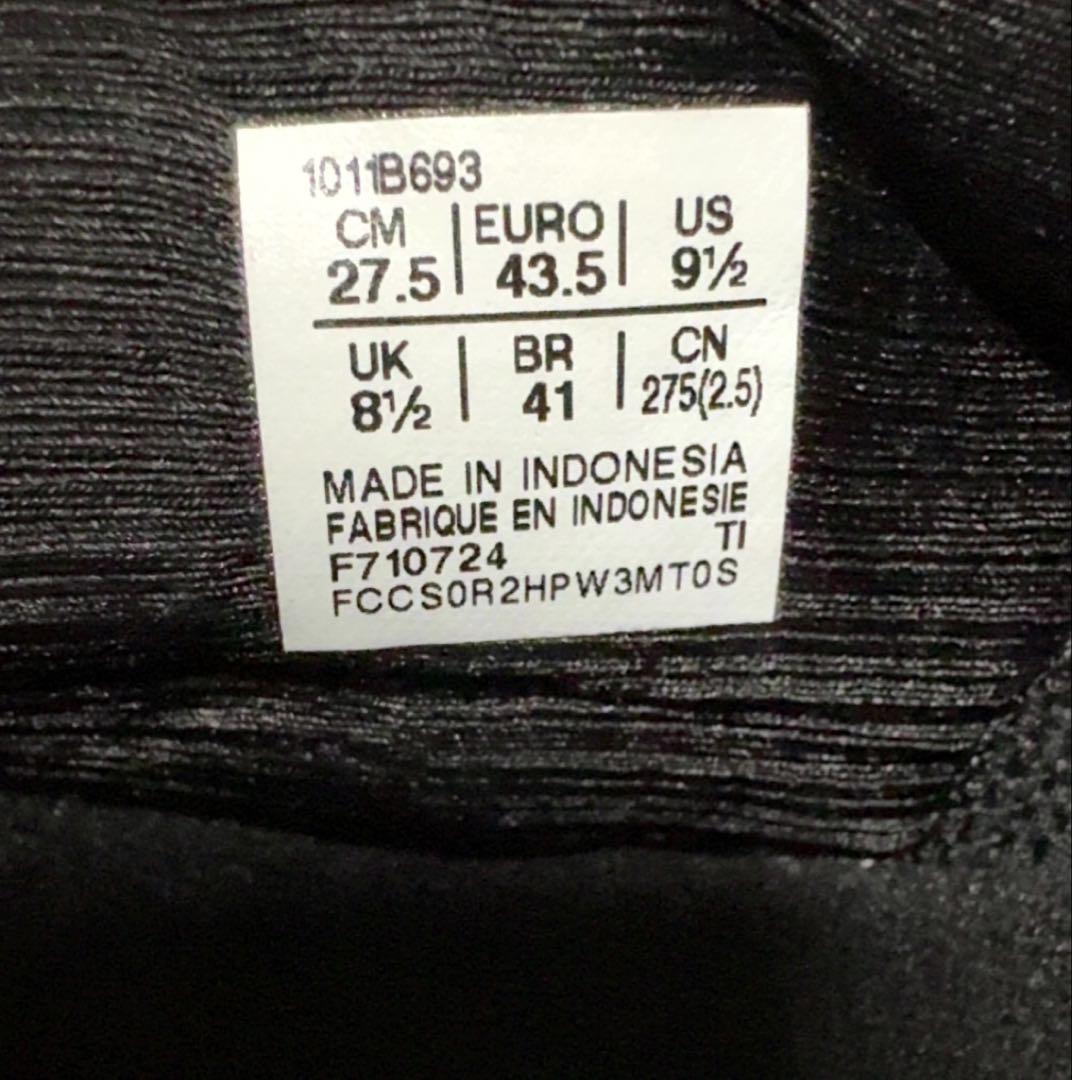 1011B693
CM | EURO | US
27.5 | 43.5 | 9½
UK | BR | CN
8½ | 41 | 275(2.5)
MADE IN INDONESIA
FABRIQUE EN INDONESIE
F710724 TI
FCCS0R2HPW3MT0S